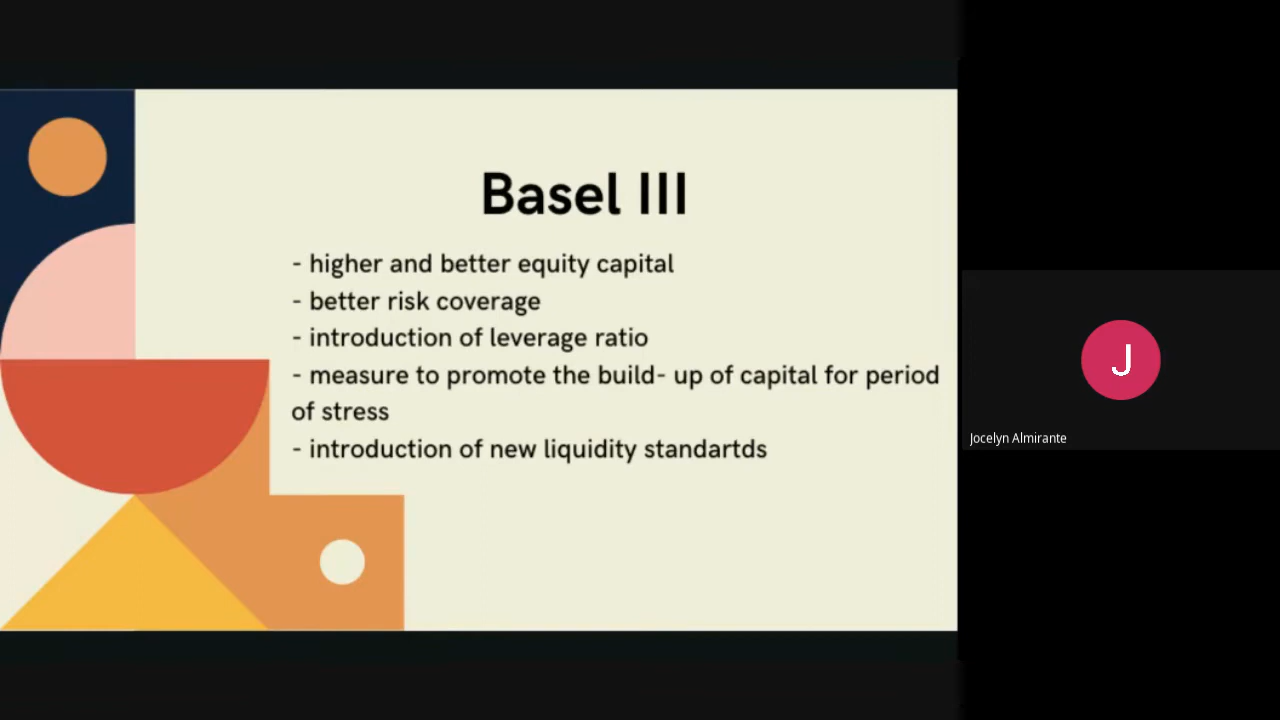 Basel III
- higher and better equity capital
- better risk coverage
- introduction of leverage ratio
- measure to promote the build- up of capital for period
of stress
- introduction of new liquidity standartds
J
Jocelyn Almirante